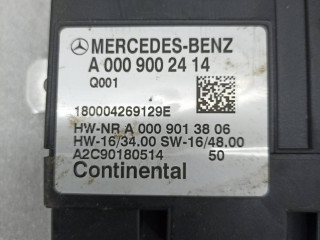 MERCEDES-BENZ
A 000 900 24 14
Q001
180004269129E
HW-NR A 000 901 38 06
HW-16/34.00 SW-16/48.00
A2C90180514 50
Continental